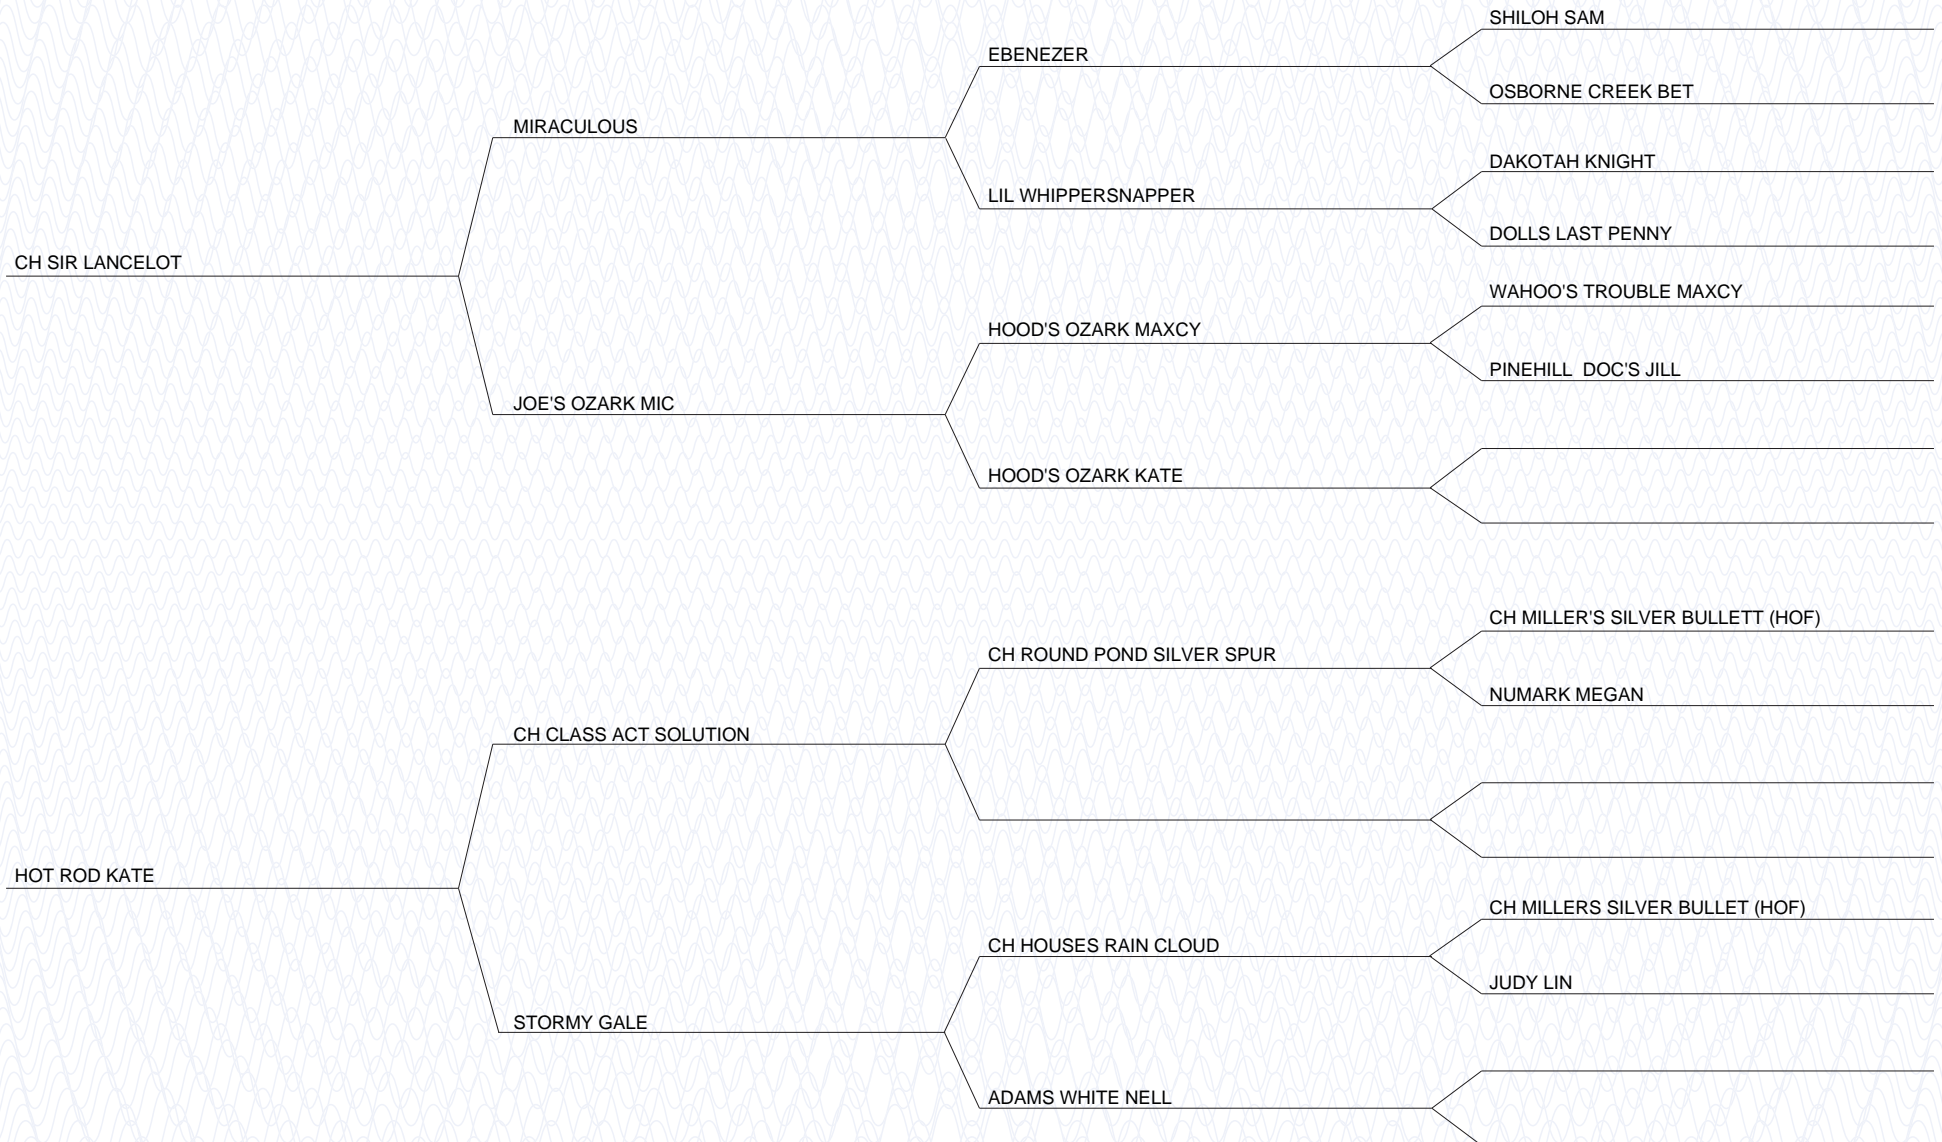 SHILOH SAM
EBENEZER
OSBORNE CREEK BET
MIRACULOUS
DAKOTAH KNIGHT
LIL WHIPPERSNAPPER
DOLLS LAST PENNY
CH SIR LANCELOT
WAHOO'S TROUBLE MAXCY
HOOD'S OZARK MAXCY
PINEHILL  DOC'S JILL
JOE'S OZARK MIC
HOOD'S OZARK KATE
CH MILLER'S SILVER BULLETT (HOF)
CH ROUND POND SILVER SPUR
NUMARK MEGAN
CH CLASS ACT SOLUTION
HOT ROD KATE
CH MILLERS SILVER BULLET (HOF)
CH HOUSES RAIN CLOUD
JUDY LIN
STORMY GALE
ADAMS WHITE NELL